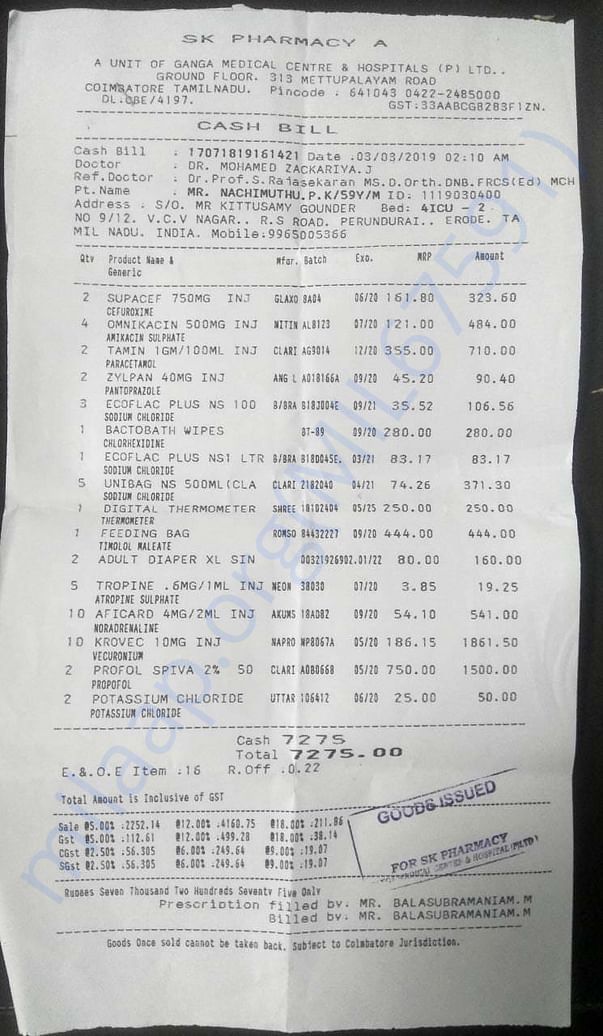 SK PHARMACY A
A UNIT OF GANGA MEDICAL CENTRE & HOSPITALS (P) LTD..
GROUND FLOOR. 313 METTUPALAYAM ROAD
COIMBATORE TAMILNADU. Pincode : 641043 0422-2485000
DL.:CBE/4197. GST:33AABCG8283F1ZN.
CASH BILL
Cash Bill : 17071819161421 Date .03/03/2019 02:10 AM
Doctor : DR. MOHAMED ZACKARIYA.J
Ref.Doctor : Dr.Prof.S.Rajasekaran MS.D.Orth.DNB.FRCS(Ed) MCH
Pt.Name : MR. NACHIMUTHU.P.K/59Y/M ID: 1119030400
Address : S/O. MR KITTUSAMY GOUNDER Bed: 4ICU - 2
NO 9/12. V.C.V NAGAR.. R.S ROAD. PERUNDURAI.. ERODE. TA
MIL NADU. INDIA. Mobile:9965005366
Qty Product Name & Mfgr. Batch Exp. MRP Amount
Generic
2 SUPACEF 750MG INJ GLAXO 8A04 06/20 161.80 323.60
CEFUROXIME
4 OMNIKACIN 500MG INJ NITIN AL8123 07/20 121.00 484.00
AMIKACIN SULPHATE
2 TAMIN 1GM/100ML INJ CLARI AG9014 12/20 355.00 710.00
PARACETAMOL
2 ZYLPAN 40MG INJ ANG L A018166A 09/20 45.20 90.40
PANTOPRAZOLE
3 ECOFLAC PLUS NS 100 B/BRA 818J004E 09/21 35.52 106.56
SODIUM CHLORIDE
1 BACTOBATH WIPES BT-89 09/20 280.00 280.00
CHLORHEXIDINE
1 ECOFLAC PLUS NS1 LTR B/BRA 818D045E. 03/21 83.17 83.17
SODIUM CHLORIDE
5 UNIBAG NS 500ML(CLA CLARI 2182040 04/21 74.26 371.30
SODIUM CHLORIDE
1 DIGITAL THERMOMETER SHREE 18102404 05/25 250.00 250.00
THERMOMETER
1 FEEDING BAG ROMSO 84432227 09/20 444.00 444.00
TIMOLOL MALEATE
2 ADULT DIAPER XL SIN 00321926902.01/22 80.00 160.00
5 TROPINE .6MG/1ML INJ NEON 38030 07/20 3.85 19.25
ATROPINE SULPHATE
10 AFICARD 4MG/2ML INJ AKUMS 18AD82 09/20 54.10 541.00
NORADRENALINE
10 KROVEC 10MG INJ NAPRO NP8067A 05/20 186.15 1861.50
VECURONIUM
2 PROFOL SPIVA 2% 50 CLARI A080668 05/20 750.00 1500.00
PROPOFOL
2 POTASSIUM CHLORIDE UTTAR 106412 06/20 25.00 50.00
POTASSIUM CHLORIDE
Cash 7275
Total 7275.00
E.&.O.E Item :16 R.Off .0.22
Total Amount is Inclusive of GST
Sale @5.00% :2252.14 @12.00% :4160.75 @18.00% :211.86
Gst @5.00% :112.61 @12.00% :499.28 @18.00% :38.14
CGst @2.50% :56.305 @6.00% :249.64 @9.00% :19.07
SGst @2.50% :56.305 @6.00% :249.64 @9.00% :19.07
GOODS ISSUED
FOR SK PHARMACY
Rupees Seven Thousand Two Hundreds Seventy Five Only
Prescription filled by: MR. BALASUBRAMANIAM.M
Billed by: MR. BALASUBRAMANIAM.M
Goods Once sold cannot be taken back. Subject to Coimbatore Jurisdiction.
milaap.org(MIL67591)